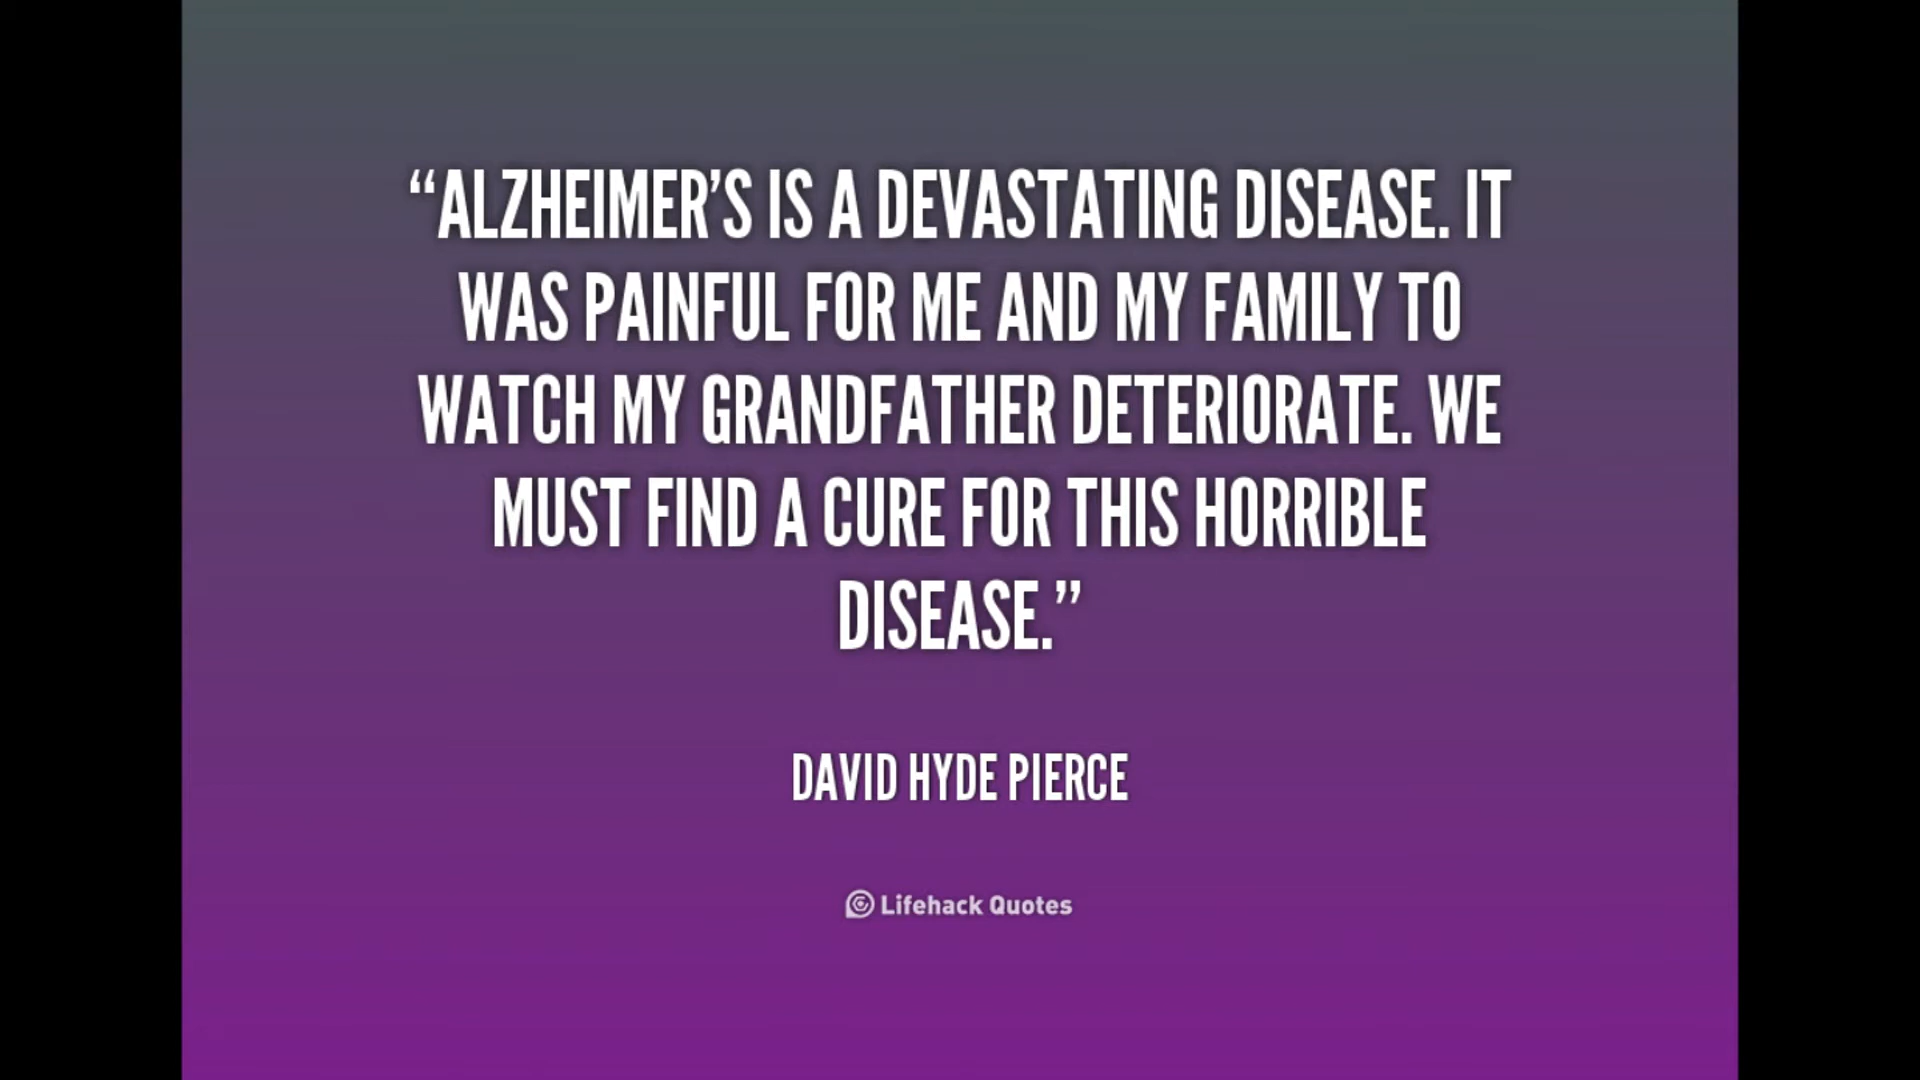 “ALZHEIMER’S IS A DEVASTATING DISEASE. IT
WAS PAINFUL FOR ME AND MY FAMILY TO
WATCH MY GRANDFATHER DETERIORATE. WE
MUST FIND A CURE FOR THIS HORRIBLE
DISEASE.”
DAVID HYDE PIERCE
Lifehack Quotes